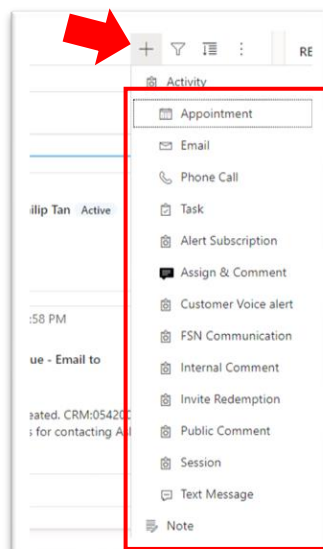 RE
Activity
Appointment
Email
Phone Call
Task
ilip Tan Active
Alert Subscription
Assign & Comment
Customer Voice alert
:58 PM
FSN Communication
ue - Email to
Internal Comment
Invite Redemption
eated. CRM:05420
s for contacting A
Public Comment
Session
Text Message
Note